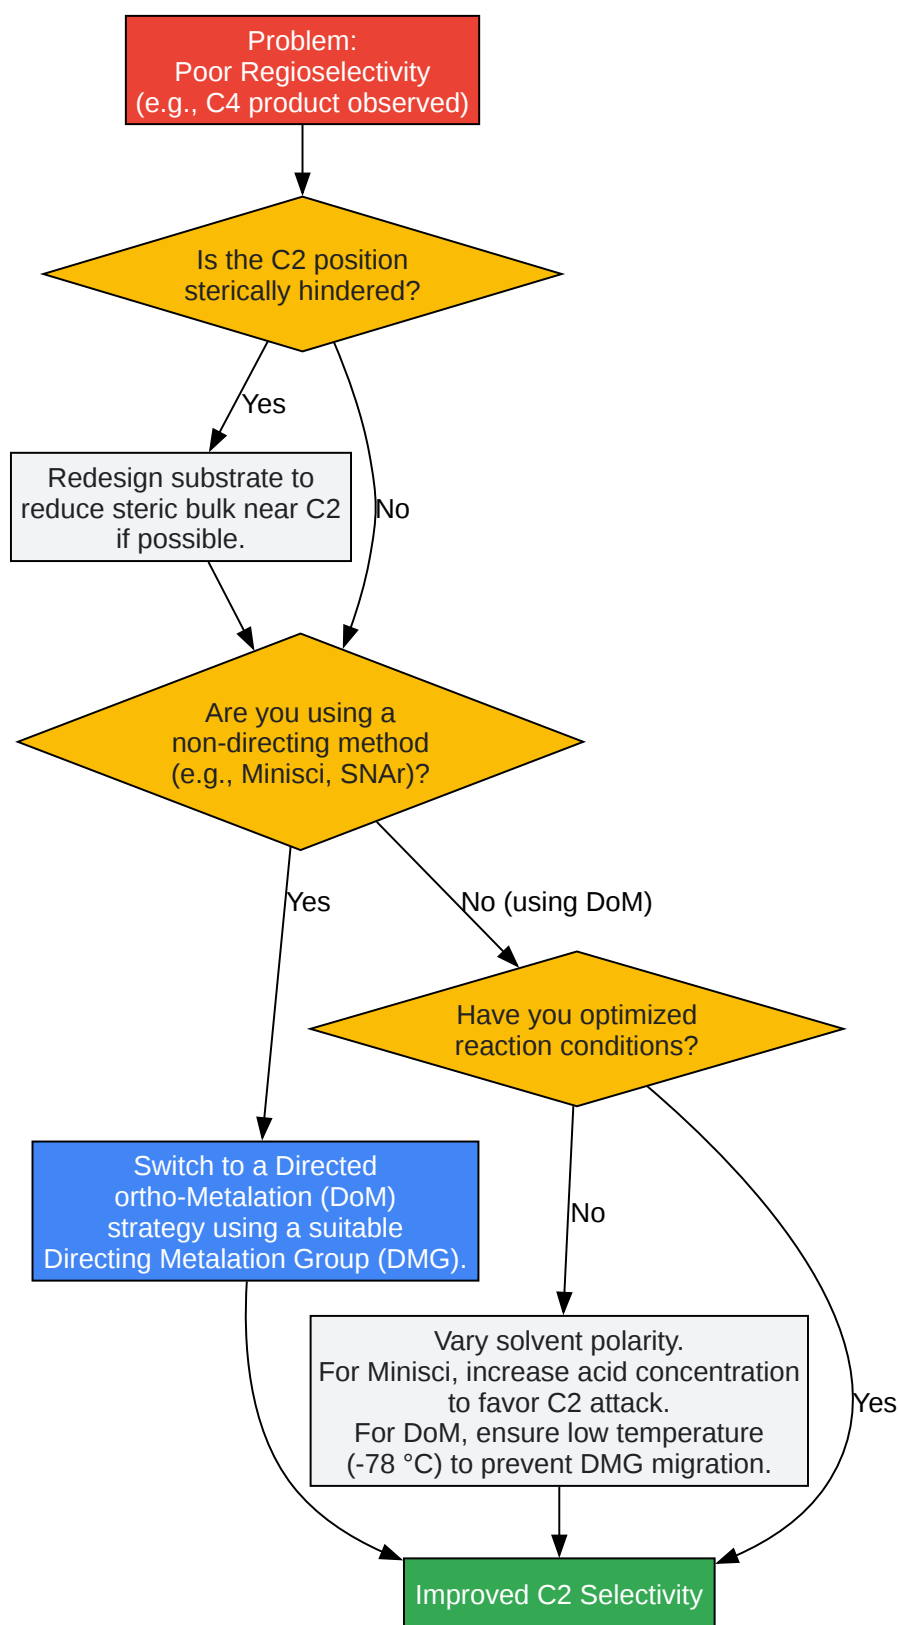 Problem:
Poor Regioselectivity
(e.g., C4 product observed)
Is the C2 position
sterically hindered?
Yes
Redesign substrate to
reduce steric bulk near C2
if possible.
No
Are you using a
non-directing method
(e.g., Minisci, SNAr)?
Yes
No (using DoM)
Have you optimized
reaction conditions?
Switch to a Directed
ortho-Metalation (DoM)
strategy using a suitable
Directing Metalation Group (DMG).
No
Vary solvent polarity.
For Minisci, increase acid concentration
to favor C2 attack.
For DoM, ensure low temperature
(-78 °C) to prevent DMG migration.
Yes
Improved C2 Selectivity